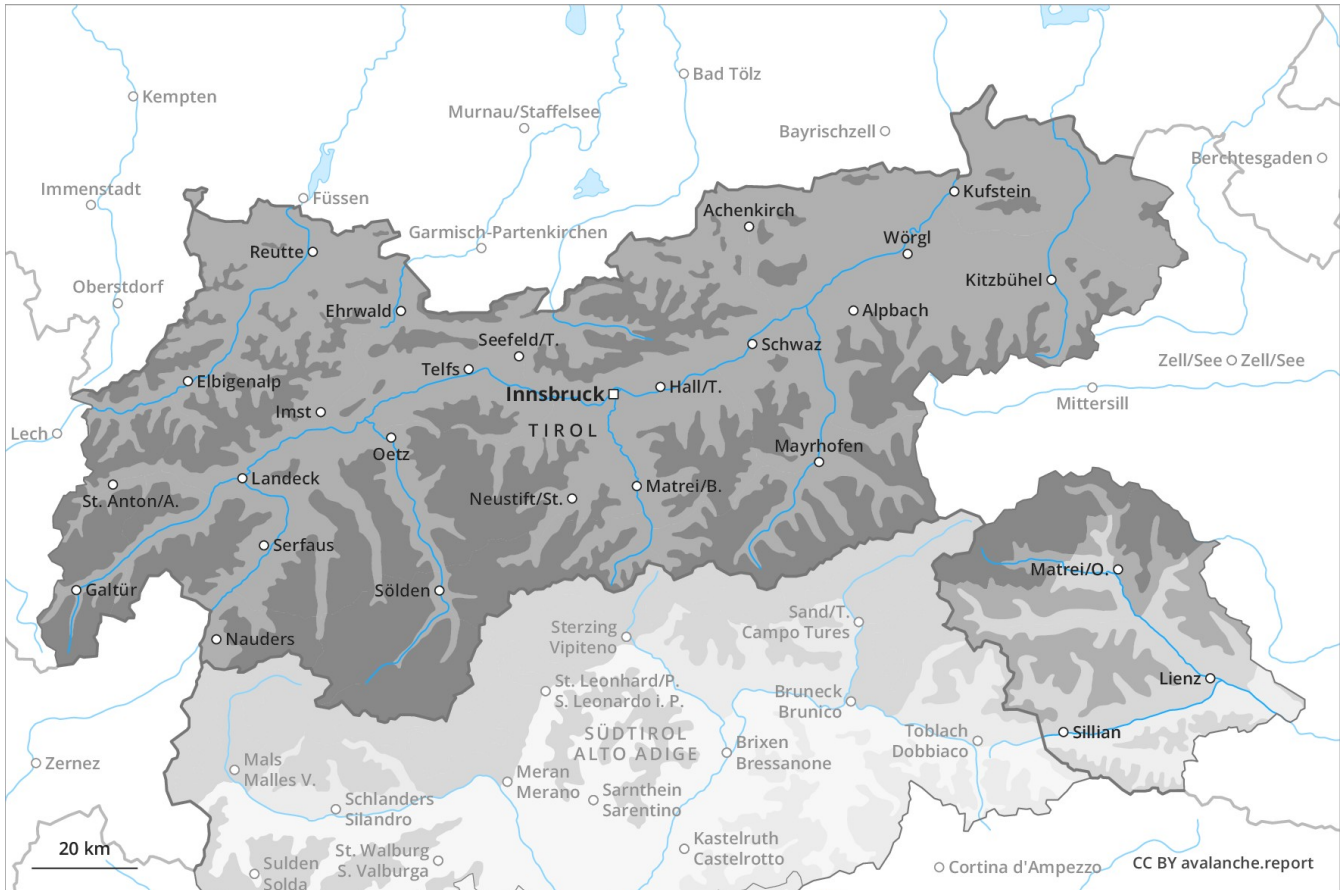 Bad Tölz
Kempten
Murnau/Staffelsee
Bayrischzell
Berchtesgaden
Immenstadt
Füssen
Kufstein
Achenkirch
Garmisch-Partenkirchen
Wörgl
Reutte
Kitzbühel
Oberstdorf
Ehrwald
Alpbach
Seefeld/T.
Schwaz
Telfs
Zell/See
Zell/See
Elbigenalp
Innsbruck
Hall/T.
Mittersill
Imst
Lech
TIROL
Oetz
Mayrhofen
Landeck
St. Anton/A.
Neustift/St.
Matrei/B.
Serfaus
Matrei/O.
Galtür
Sölden
Sand/T.
Campo Tures
Sterzing
Vipiteno
Nauders
Lienz
St. Leonhard/P.
S. Leonardo i. P.
Bruneck
Brunico
Sillian
SÜDTIROL
ALTO ADIGE
Toblach
Dobbiaco
Brixen
Bressanone
Zernez
Mals
Malles V.
Meran
Merano
Sarnthein
Sarentino
Schlanders
Silandro
Kastelruth
Castelrotto
20 km
St. Walburg
S. Valburga
Sulden
Solda
Cortina d'Ampezzo
CC BY avalanche.report